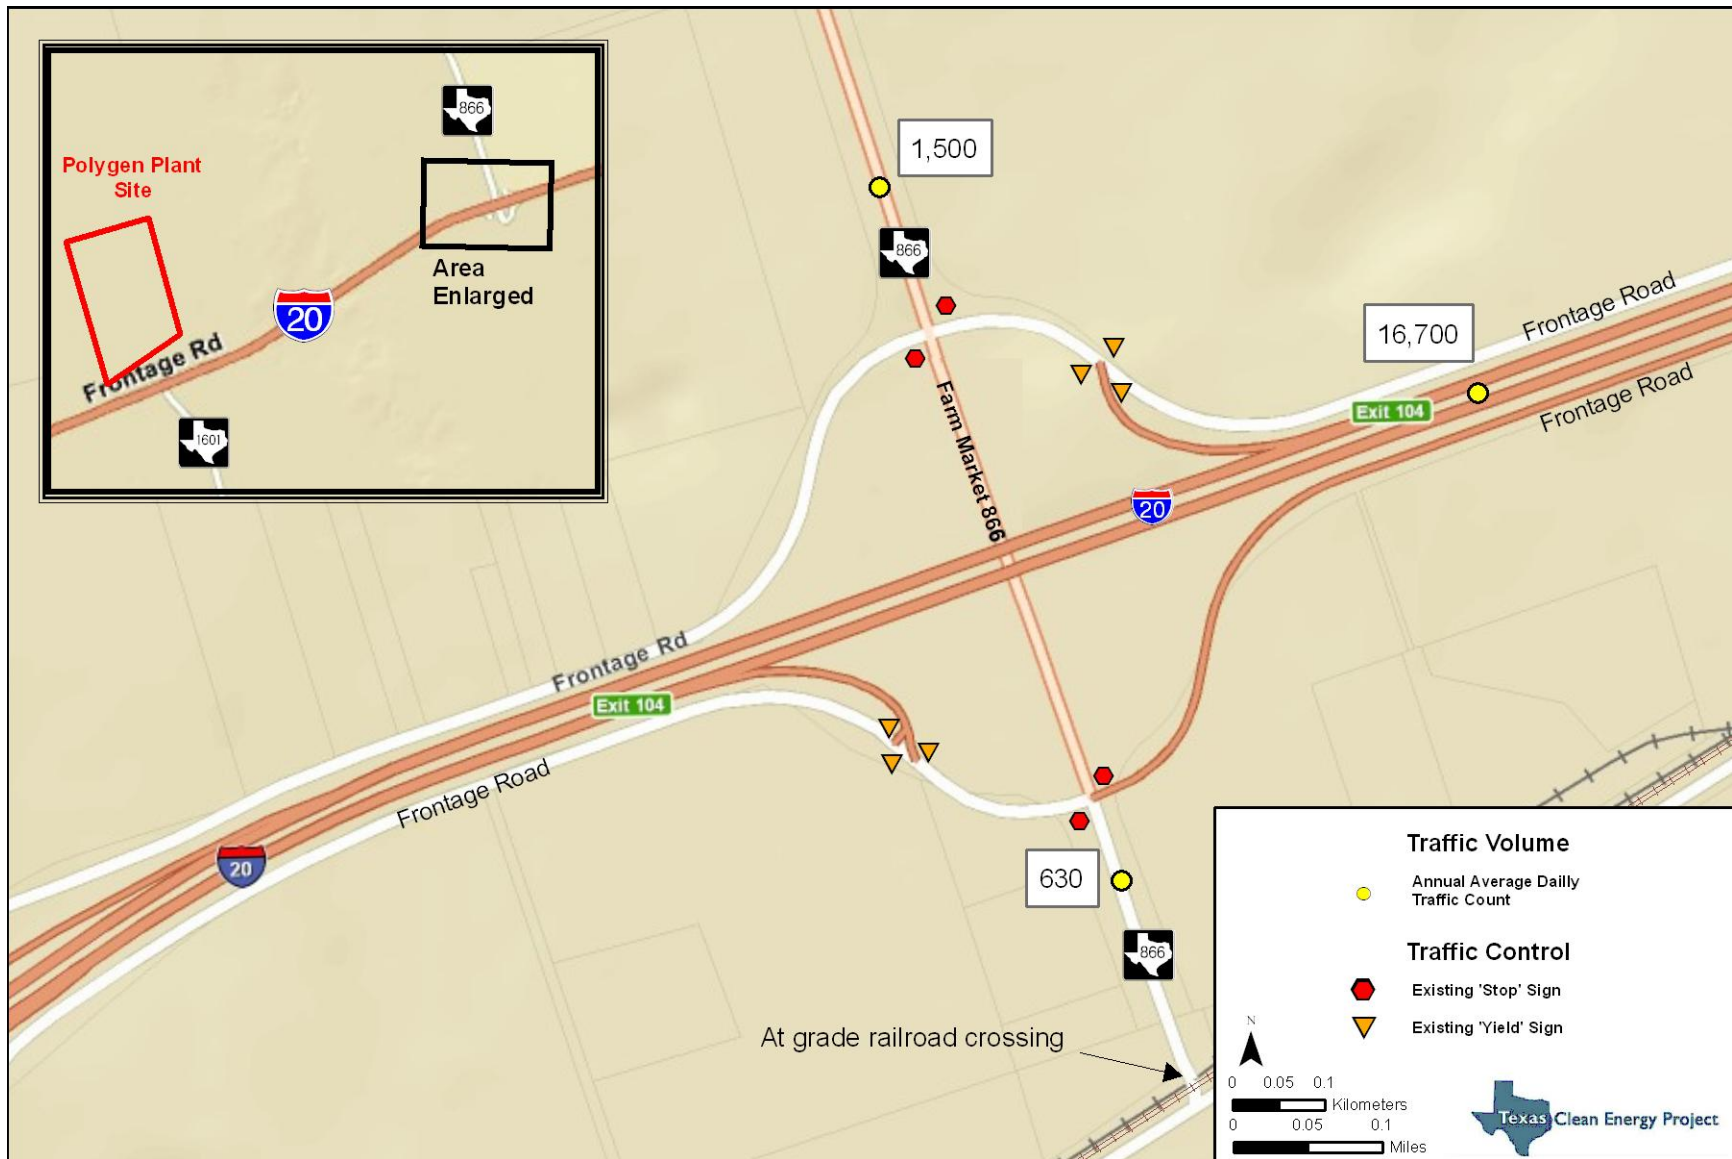 866
Polygen Plant
Site
Area
Enlarged
20
Frontage Rd
1601
1,500
866
16,700
Frontage Road
Exit 104
Frontage Road
Farm Market 866
20
Frontage Rd
Exit 104
Frontage Road
20
630
866
At grade railroad crossing
Traffic Volume
Annual Average Dailly
Traffic Count
Traffic Control
Existing 'Stop' Sign
Existing 'Yield' Sign
N
0 0.05 0.1
Kilometers
0 0.05 0.1
Miles
Texas Clean Energy Project